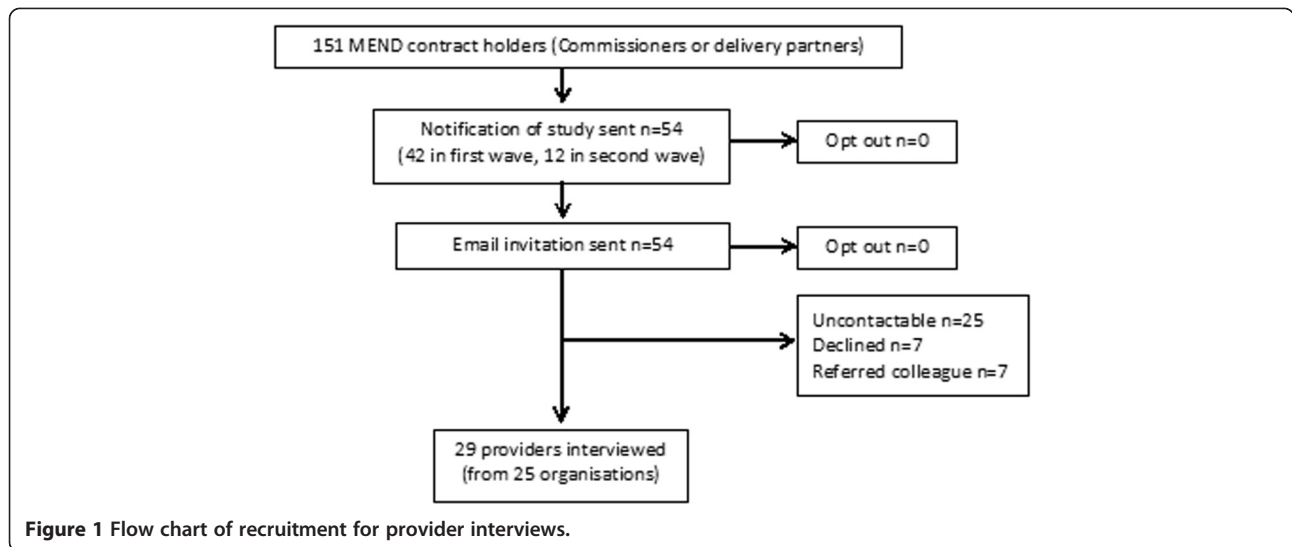 151 MEND contract holders (Commissioners or delivery partners)
Notification of study sent n=54
(42 in first wave, 12 in second wave)
Opt out n=0
Email invitation sent n=54
Opt out n=0
Uncontactable n=25
Declined n=7
Referred colleague n=7
29 providers interviewed
(from 25 organisations)
Figure 1 Flow chart of recruitment for provider interviews.